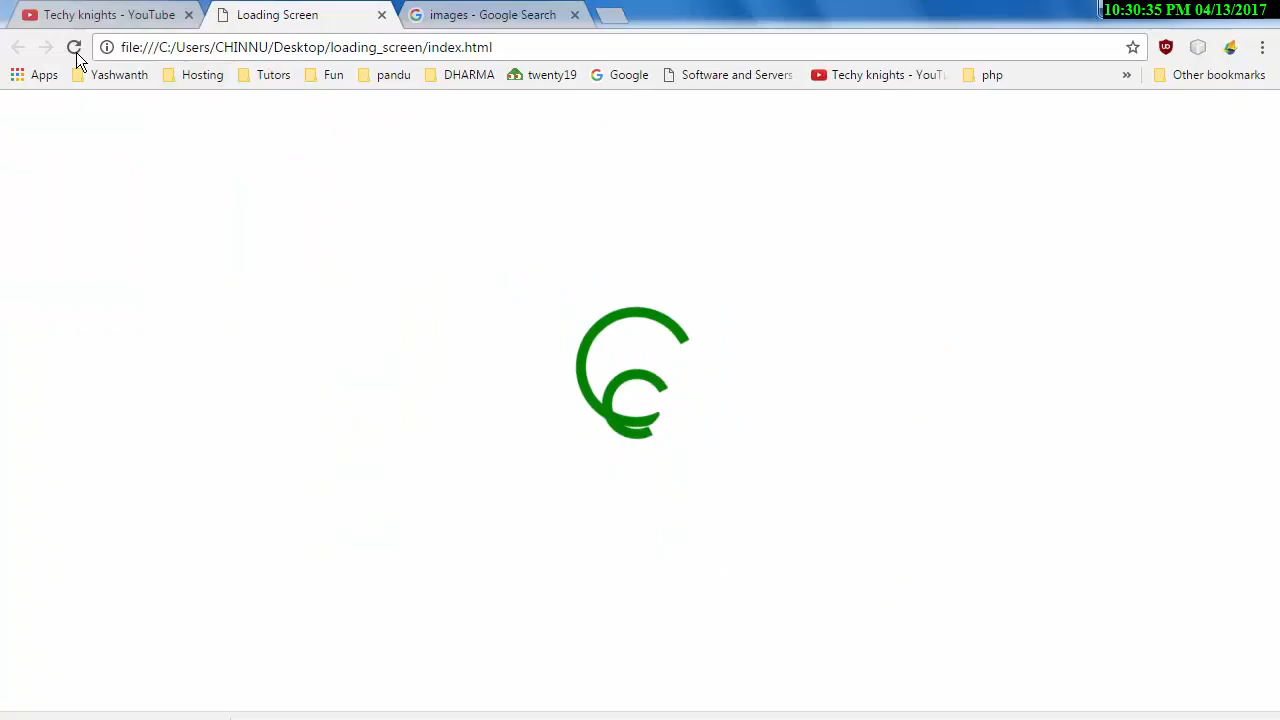 10:30:35 PM 04/13/2017
Techy knights - YouTube
Loading Screen
images - Google Search
file:///C:/Users/CHINNU/Desktop/loading_screen/index.html
Apps
Yashwanth
Hosting
Tutors
Fun
pandu
DHARMA
twenty19
Google
Software and Servers
Techy knights - YouTu
php
»
Other bookmarks